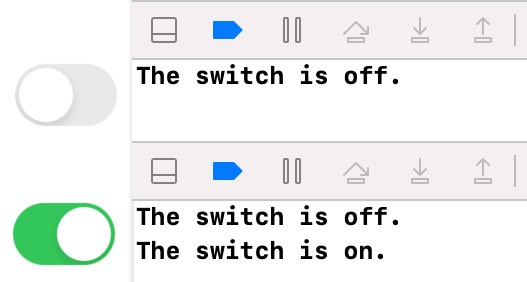 The switch is off.
The switch is off.
The switch is on.